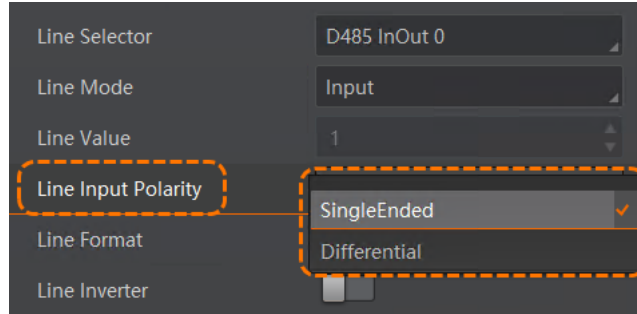 Line Selector D485 InOut 0
Line Mode Input
Line Value 1
Line Input Polarity
SingleEnded
Line Format
Differential
Line Inverter